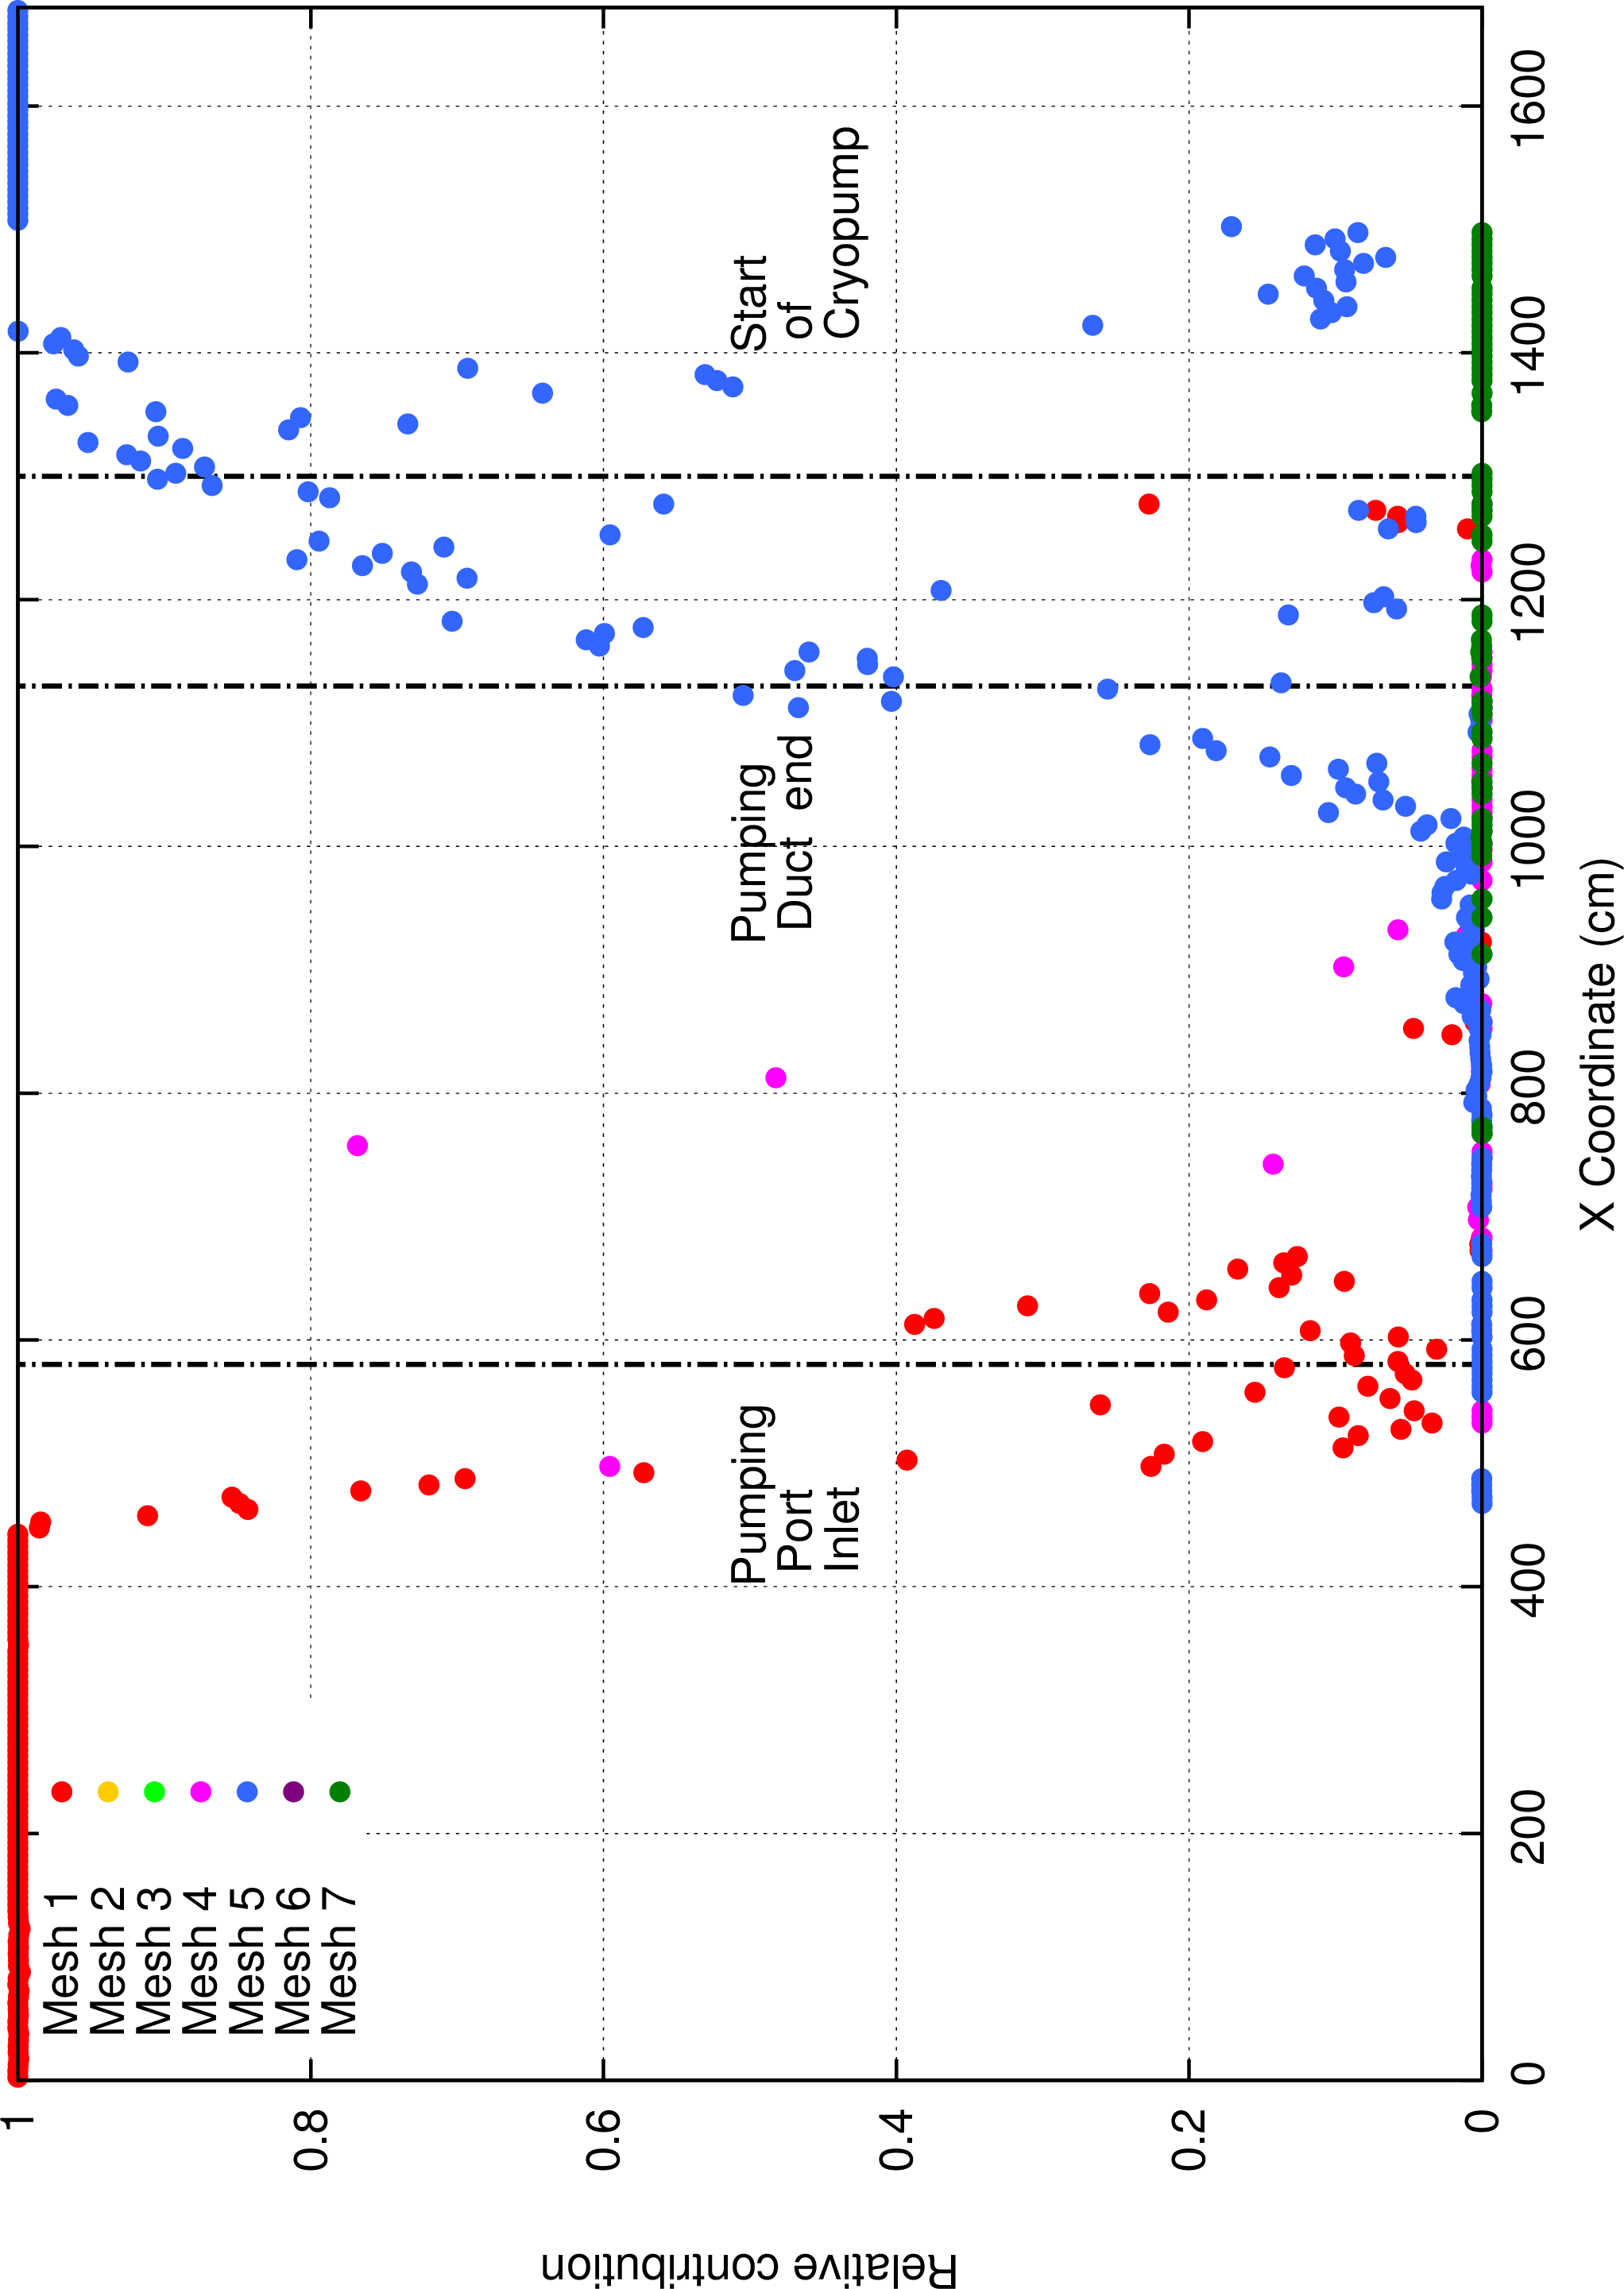 1
0.8
0.6
0.4
0.2
0
Relative contribution
0
200
400
600
800
1000
1200
1400
1600
X Coordinate (cm)
Mesh 1
Mesh 2
Mesh 3
Mesh 4
Mesh 5
Mesh 6
Mesh 7
Pumping
Port
Inlet
Pumping
Duct end
Start
of
Cryopump